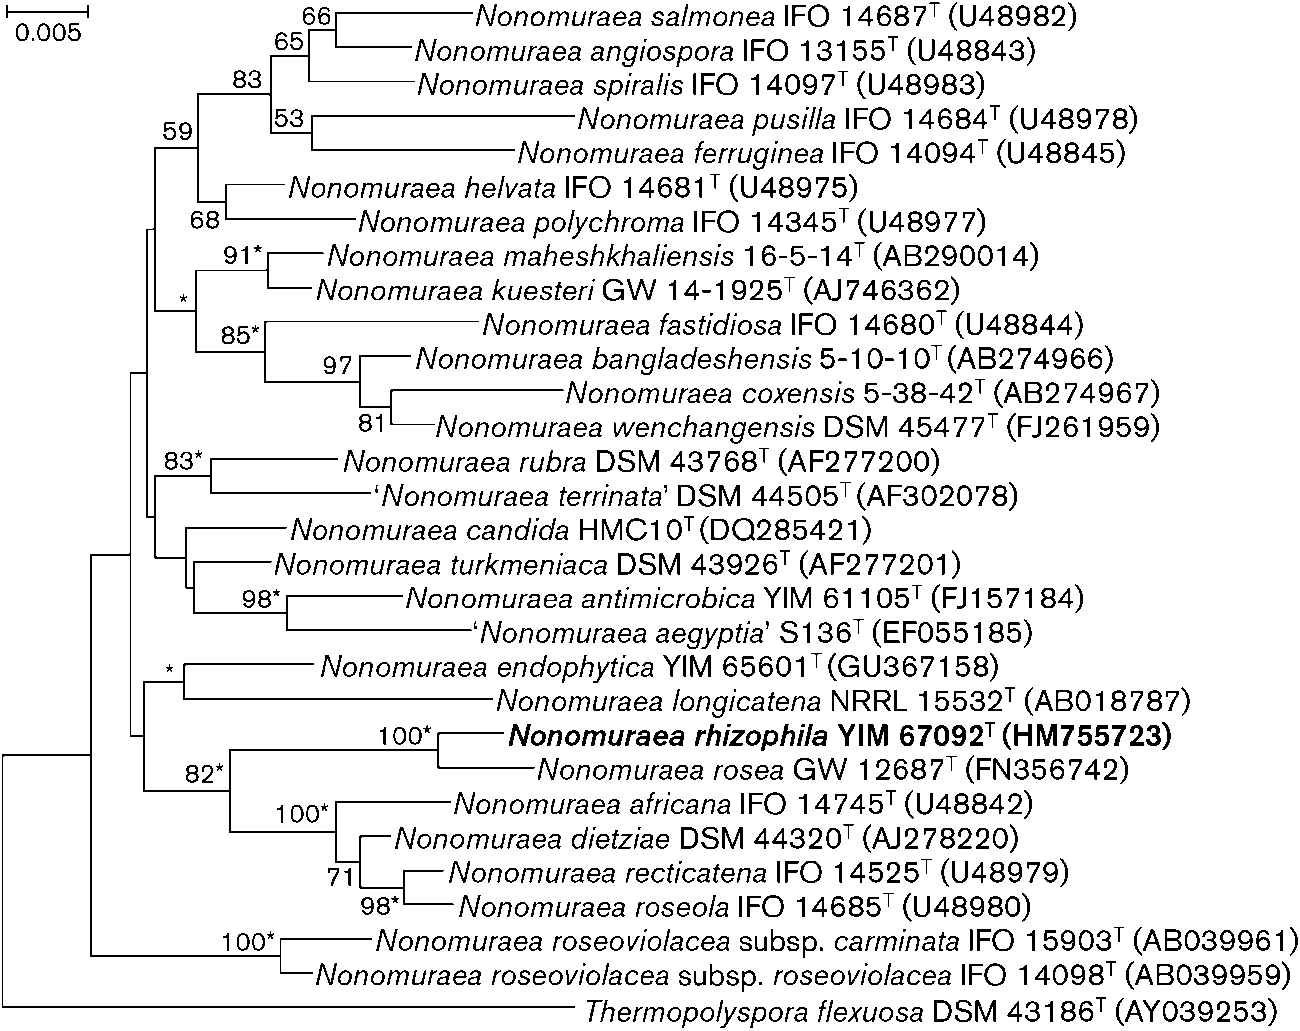 66 Nonomuraea salmonea IFO 14687ᵀ (U48982)
0.005
65 Nonomuraea angiospora IFO 13155ᵀ (U48843)
83 Nonomuraea spiralis IFO 14097ᵀ (U48983)
53 Nonomuraea pusilla IFO 14684ᵀ (U48978)
59
Nonomuraea ferruginea IFO 14094ᵀ (U48845)
Nonomuraea helvata IFO 14681ᵀ (U48975)
68 Nonomuraea polychroma IFO 14345ᵀ (U48977)
91* Nonomuraea maheshkhaliensis 16-5-14ᵀ (AB290014)
* Nonomuraea kuesteri GW 14-1925ᵀ (AJ746362)
85* Nonomuraea fastidiosa IFO 14680ᵀ (U48844)
97 Nonomuraea bangladeshensis 5-10-10ᵀ (AB274966)
Nonomuraea coxensis 5-38-42ᵀ (AB274967)
81 Nonomuraea wenchangensis DSM 45477ᵀ (FJ261959)
83* Nonomuraea rubra DSM 43768ᵀ (AF277200)
‘Nonomuraea terrinata’ DSM 44505ᵀ (AF302078)
Nonomuraea candida HMC10ᵀ (DQ285421)
Nonomuraea turkmeniaca DSM 43926ᵀ (AF277201)
98* Nonomuraea antimicrobica YIM 61105ᵀ (FJ157184)
‘Nonomuraea aegyptia’ S136ᵀ (EF055185)
* Nonomuraea endophytica YIM 65601ᵀ (GU367158)
Nonomuraea longicatena NRRL 15532ᵀ (AB018787)
100* Nonomuraea rhizophila YIM 67092ᵀ (HM755723)
82* Nonomuraea rosea GW 12687ᵀ (FN356742)
100* Nonomuraea africana IFO 14745ᵀ (U48842)
Nonomuraea dietziae DSM 44320ᵀ (AJ278220)
71 Nonomuraea recticatena IFO 14525ᵀ (U48979)
98* Nonomuraea roseola IFO 14685ᵀ (U48980)
100* Nonomuraea roseoviolacea subsp. carminata IFO 15903ᵀ (AB039961)
Nonomuraea roseoviolacea subsp. roseoviolacea IFO 14098ᵀ (AB039959)
Thermopolyspora flexuosa DSM 43186ᵀ (AY039253)